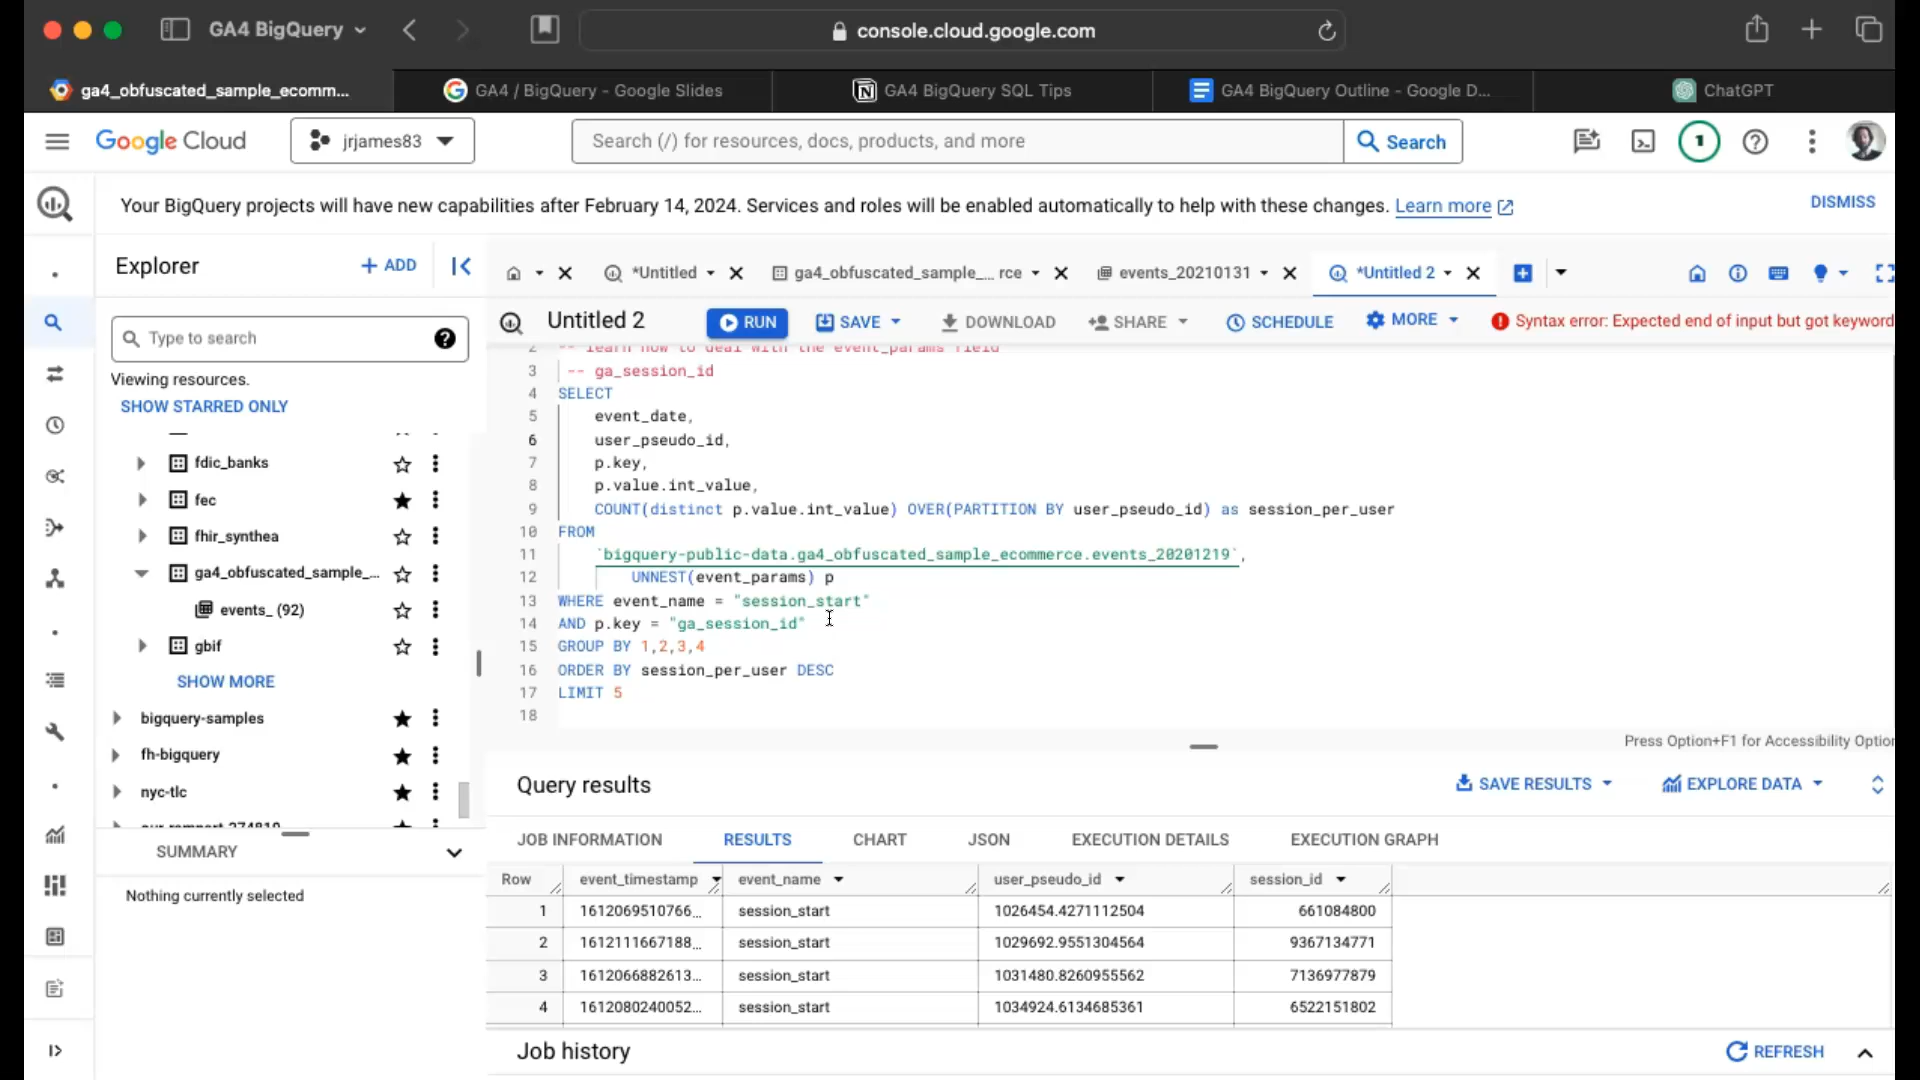 GA4 BigQuery
console.cloud.google.com
ga4_obfuscated_sample_ecomm...
GA4 / BigQuery - Google Slides
GA4 BigQuery SQL Tips
GA4 BigQuery Outline - Google D...
ChatGPT
Google Cloud
jrjames83
Search (/) for resources, docs, products, and more
Search
1
Your BigQuery projects will have new capabilities after February 14, 2024. Services and roles will be enabled automatically to help with these changes. Learn more
DISMISS
Explorer
+ ADD
*Untitled
ga4_obfuscated_sample_... rce
events_20210131
*Untitled 2
Untitled 2
RUN
SAVE
DOWNLOAD
SHARE
SCHEDULE
MORE
Syntax error: Expected end of input but got keyword
Type to search
Viewing resources.
SHOW STARRED ONLY
fdic_banks
fec
fhir_synthea
ga4_obfuscated_sample_...
events_ (92)
gbif
SHOW MORE
bigquery-samples
fh-bigquery
nyc-tlc
SUMMARY
Nothing currently selected
2 -- learn how to deal with the event_params field
3 -- ga_session_id
4 SELECT
5 event_date,
6 user_pseudo_id,
7 p.key,
8 p.value.int_value,
9 COUNT(distinct p.value.int_value) OVER(PARTITION BY user_pseudo_id) as session_per_user
10 FROM
11 `bigquery-public-data.ga4_obfuscated_sample_ecommerce.events_20201219`,
12 UNNEST(event_params) p
13 WHERE event_name = "session_start"
14 AND p.key = "ga_session_id"
15 GROUP BY 1,2,3,4
16 ORDER BY session_per_user DESC
17 LIMIT 5
18
Press Option+F1 for Accessibility Option
Query results
SAVE RESULTS
EXPLORE DATA
JOB INFORMATION
RESULTS
CHART
JSON
EXECUTION DETAILS
EXECUTION GRAPH
Row event_timestamp event_name user_pseudo_id session_id
1 1612069510766... session_start 1026454.4271112504 661084800
2 1612111667188... session_start 1029692.9551304564 9367134771
3 1612066882613... session_start 1031480.8260955562 7136977879
4 1612080240052... session_start 1034924.6134685361 6522151802
Job history
REFRESH